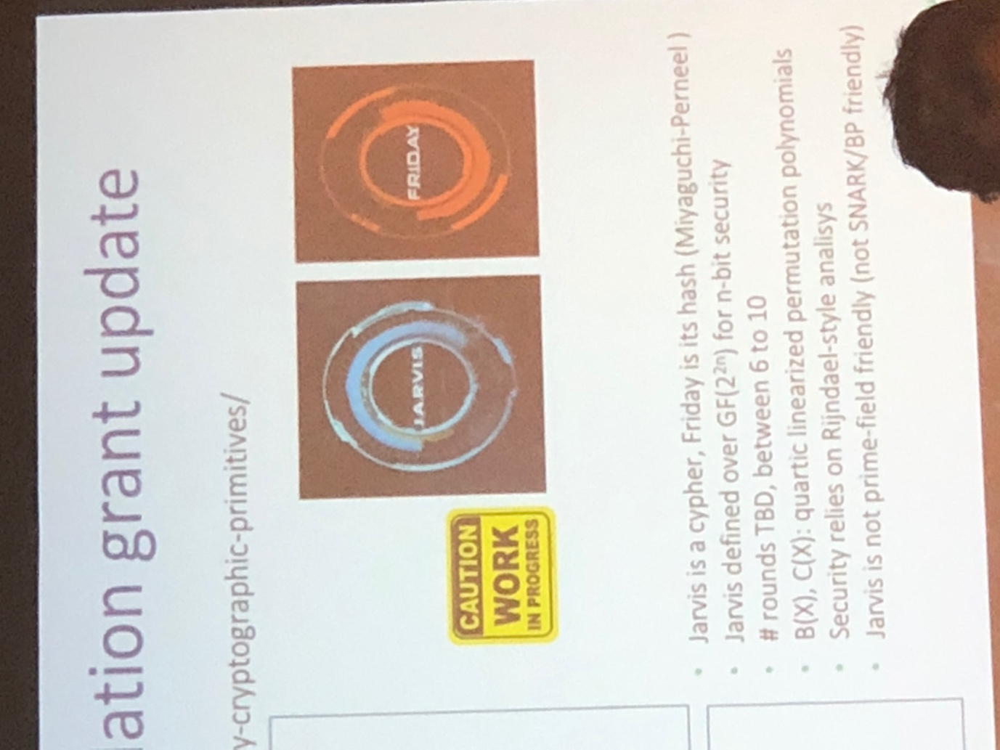 ation grant update
y-cryptographic-primitives/
CAUTION
WORK
IN PROGRESS
JARVIS
FRIDAY
• Jarvis is a cypher, Friday is its hash (Miyaguchi-Perneel )
• Jarvis defined over GF(2²ⁿ) for n-bit security
• # rounds TBD, between 6 to 10
• B(X), C(X): quartic linearized permutation polynomials
• Security relies on Rijndael-style analisys
• Jarvis is not prime-field friendly (not SNARK/BP friendly)